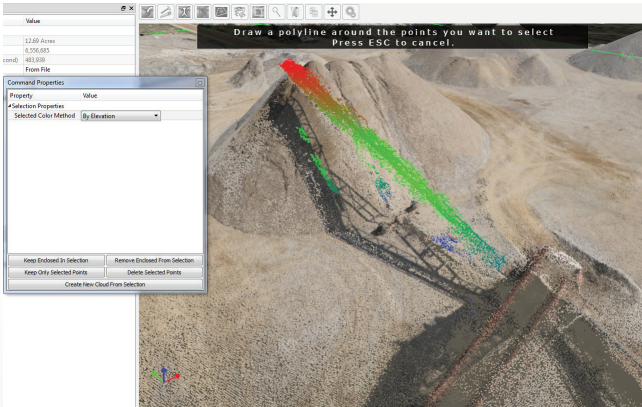 Value
12.69 Acres
6,556,685
cond) 483,939
From File
Command Properties
Property Value
Selection Properties
Selected Color Method By Elevation
Keep Enclosed In Selection Remove Enclosed From Selection
Keep Only Selected Points Delete Selected Points
Create New Cloud From Selection
Draw a polyline around the points you want to select
Press ESC to cancel.